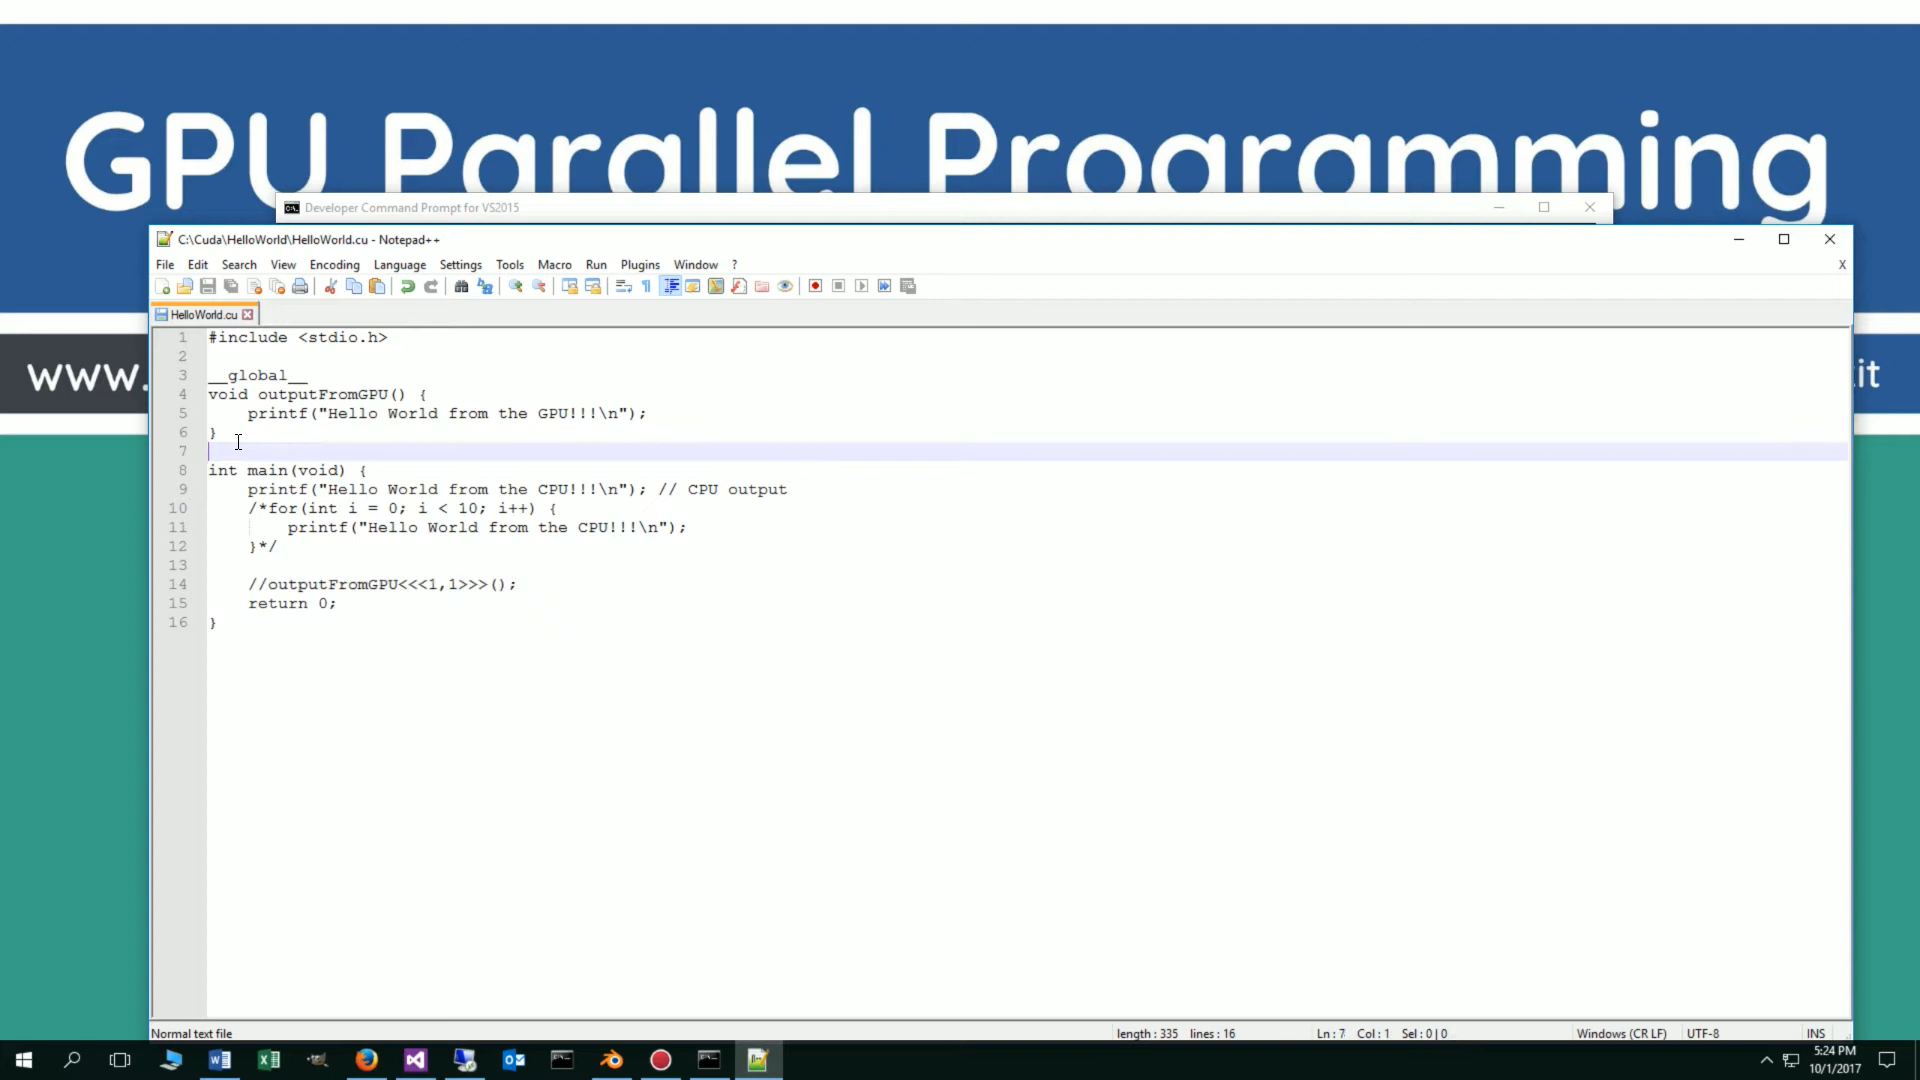 GPU Parallel Programming
Developer Command Prompt for VS2015
C:\Cuda\HelloWorld\HelloWorld.cu - Notepad++
File Edit Search View Encoding Language Settings Tools Macro Run Plugins Window ? X
HelloWorld.cu
1 #include <stdio.h>
2
3 __global__
4 void outputFromGPU() {
5 printf("Hello World from the GPU!!!\n");
6 }
7
8 int main(void) {
9 printf("Hello World from the CPU!!!\n"); // CPU output
10 /*for(int i = 0; i < 10; i++) {
11 printf("Hello World from the CPU!!!\n");
12 }*/
13
14 //outputFromGPU<<<1,1>>>();
15 return 0;
16 }
www.
it
Normal text file length : 335 lines : 16 Ln : 7 Col : 1 Sel : 0 | 0 Windows (CR LF) UTF-8 INS
5:24 PM
10/1/2017